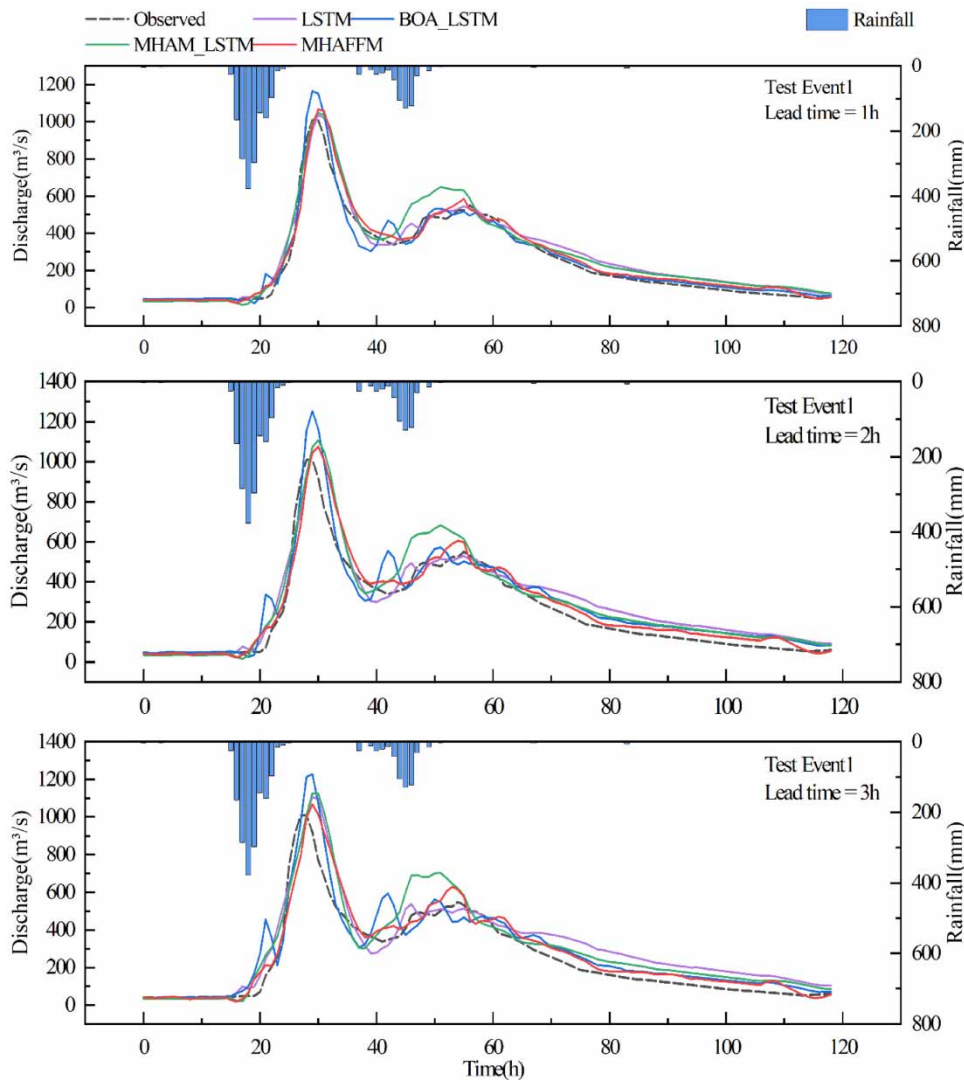 Observed LSTM BOA_LSTM Rainfall
MHAM_LSTM MHAFFM
Discharge(m³/s)
1200
1000
800
600
400
200
0
Test Event1
Lead time = 1h
0
200
400
600
800
Rainfall(mm)
0 20 40 60 80 100 120
Discharge(m³/s)
1400
1200
1000
800
600
400
200
0
Test Event1
Lead time = 2h
0
200
400
600
800
Rainfall(mm)
0 20 40 60 80 100 120
Discharge(m³/s)
1400
1200
1000
800
600
400
200
0
Test Event1
Lead time = 3h
0
200
400
600
800
Rainfall(mm)
0 20 40 60 80 100 120
Time(h)